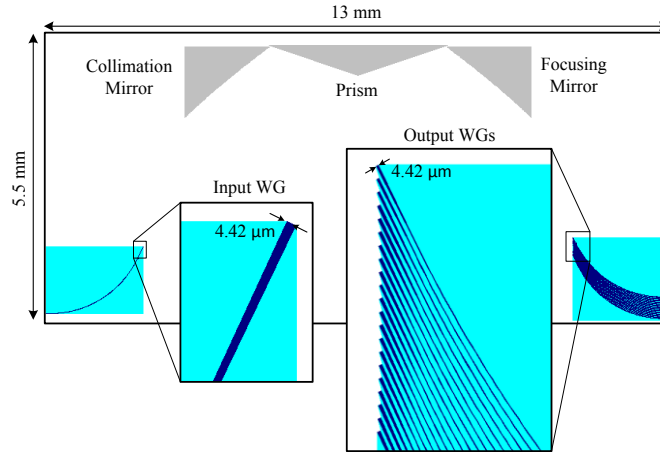 13 mm
5.5 mm
Collimation
Mirror
Prism
Focusing
Mirror
Input WG
4.42 µm
Output WGs
4.42 µm